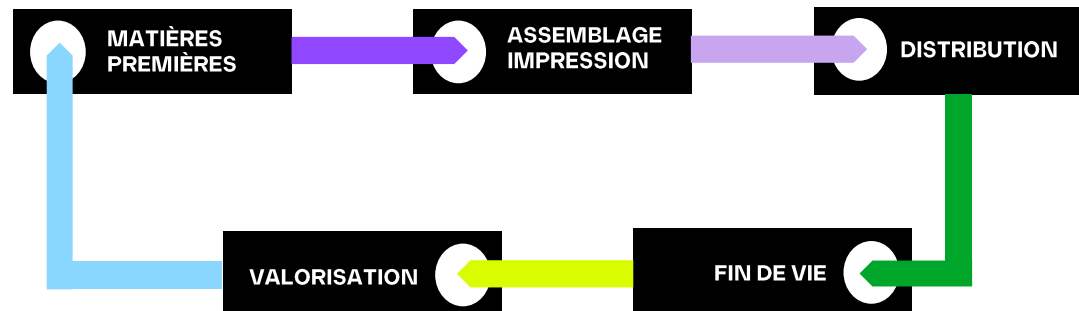 MATIÈRES
PREMIÈRES
ASSEMBLAGE
IMPRESSION
DISTRIBUTION
FIN DE VIE
VALORISATION